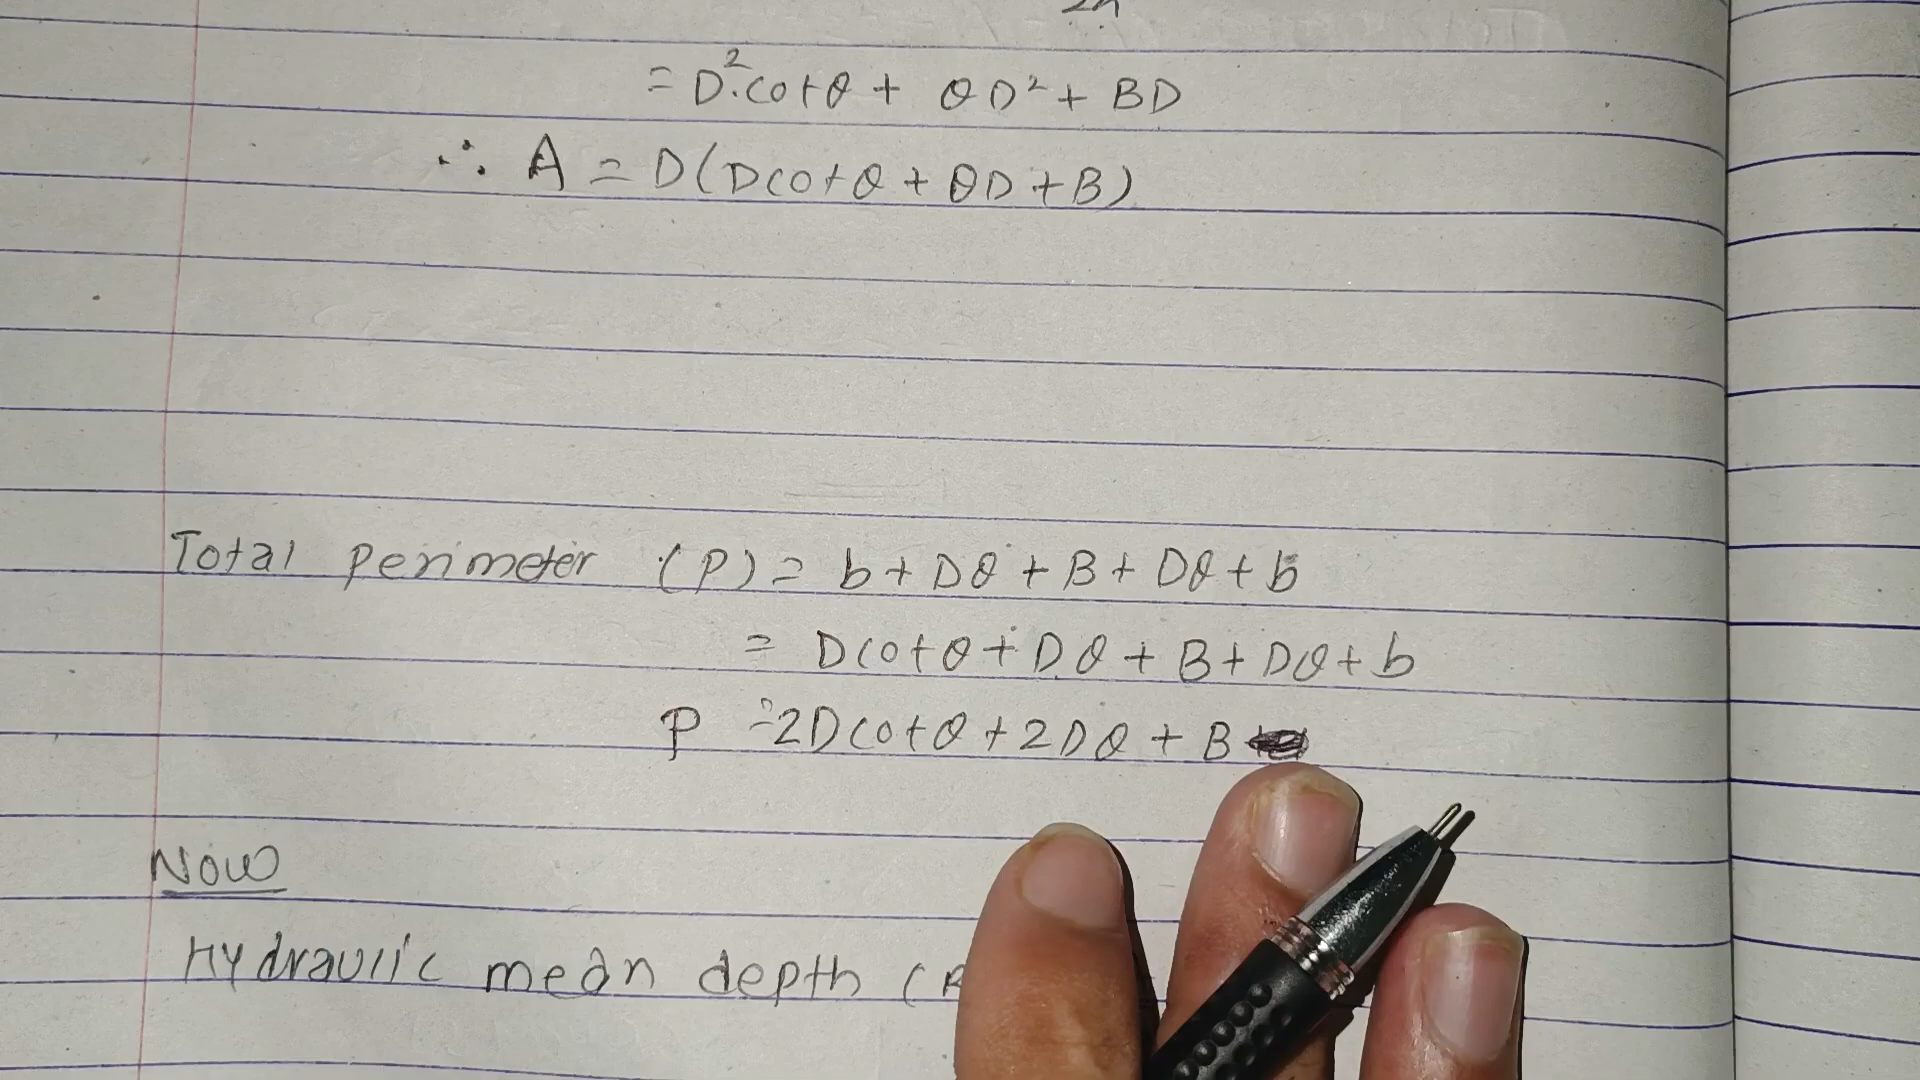 = D².cotθ + θD² + BD
∴ A = D(Dcotθ + θD + B)
Total perimeter (P) = b + Dθ + B + Dθ + b
= Dcotθ + Dθ + B + Dθ + b
P = 2Dcotθ + 2Dθ + B
Now
Hydraulic mean depth (R